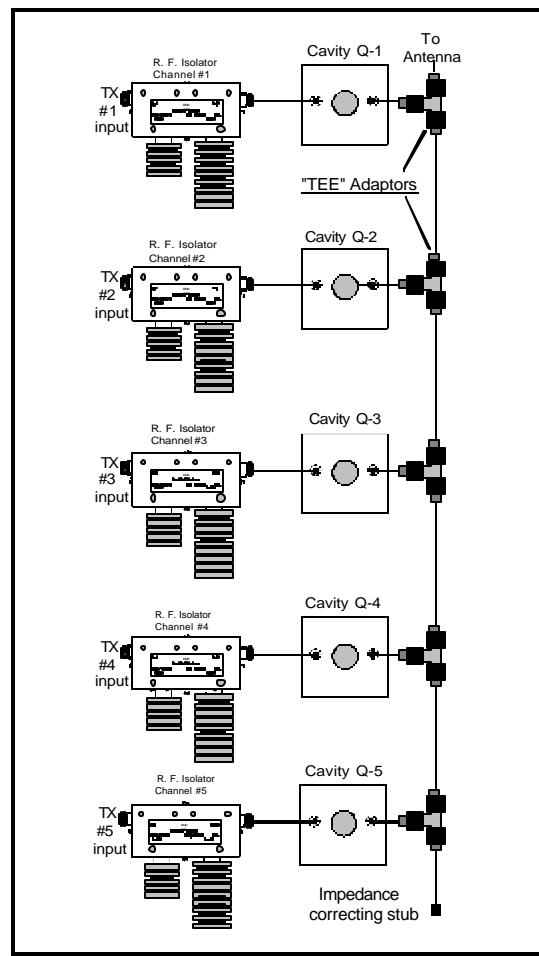 To
Antenna
Cavity Q-1
R. F. Isolator
Channel #1
TX
#1
input
"TEE" Adaptors
Cavity Q-2
R. F. Isolator
Channel #2
TX
#2
input
Cavity Q-3
R. F. Isolator
Channel #3
TX
#3
input
Cavity Q-4
R. F. Isolator
Channel #4
TX
#4
input
Cavity Q-5
R. F. Isolator
Channel #5
TX
#5
input
Impedance
correcting stub